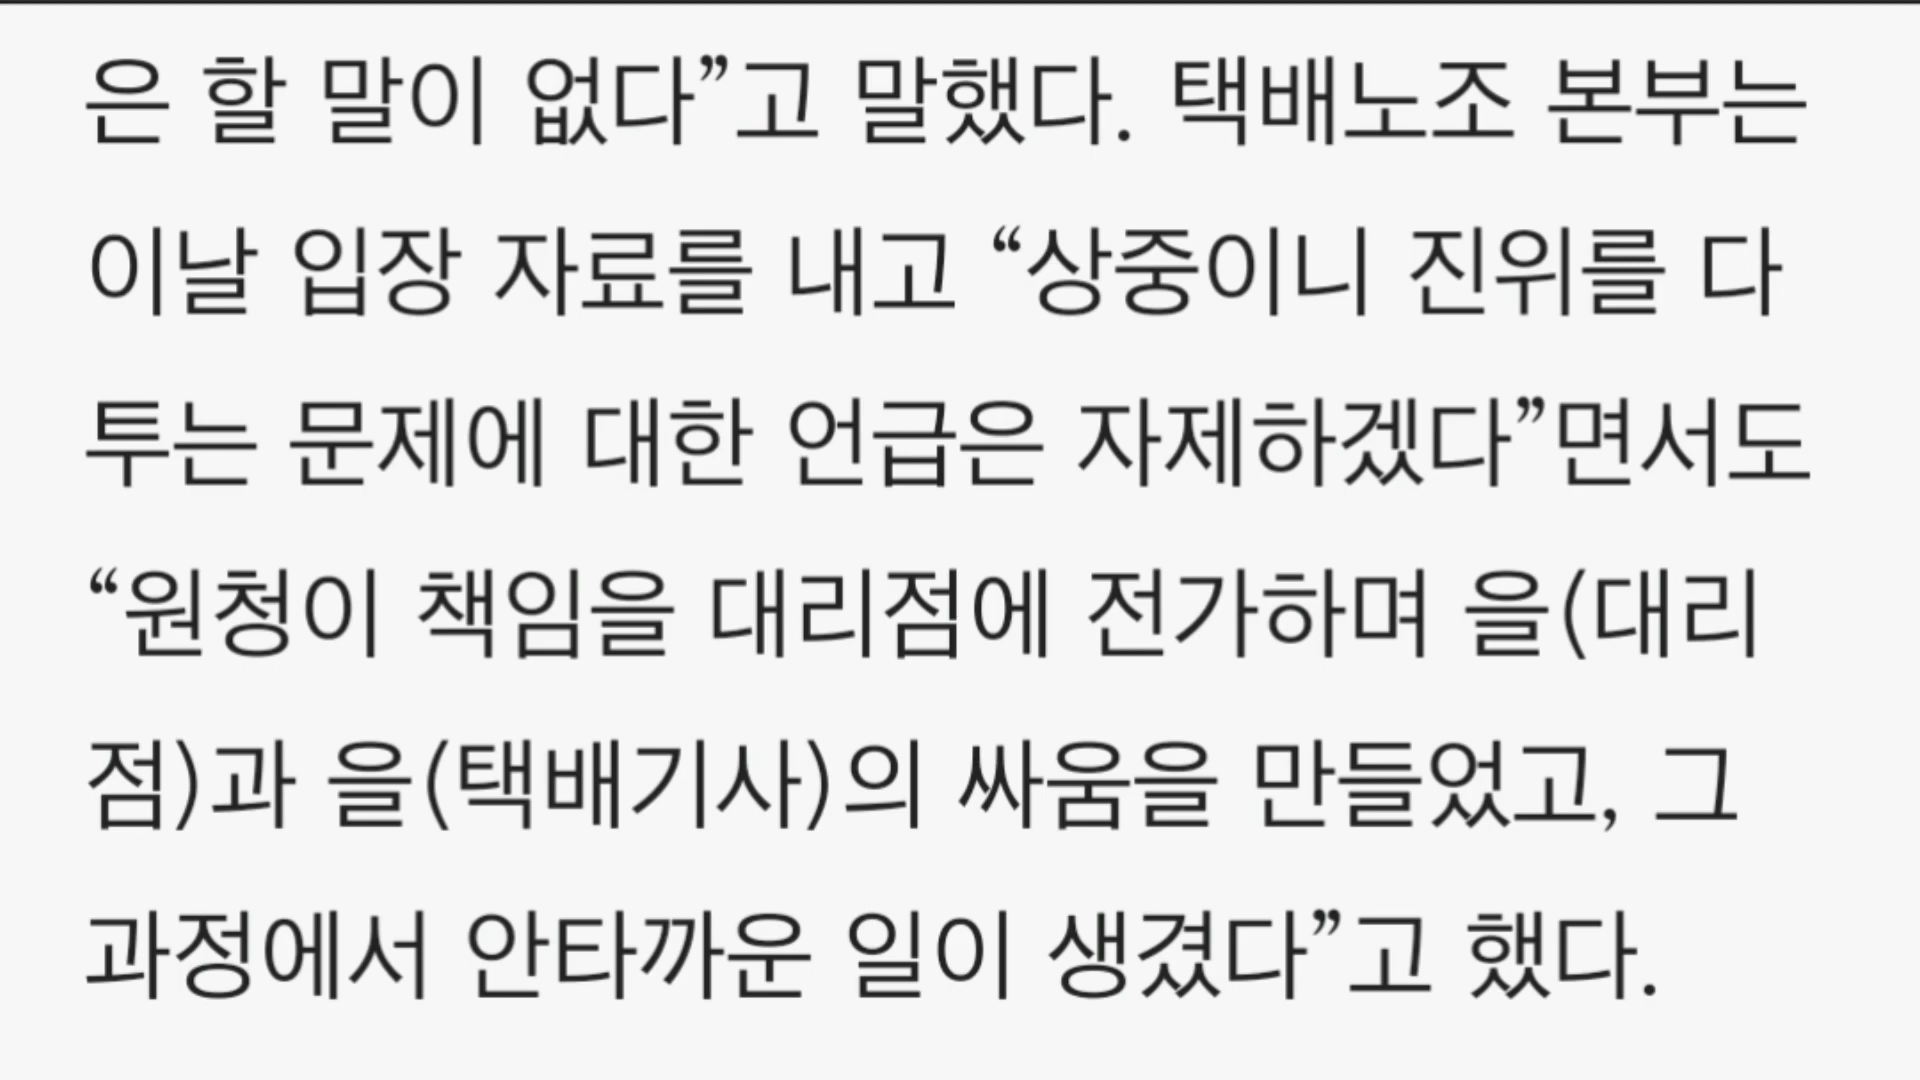 은 할 말이 없다”고 말했다. 택배노조 본부는
이날 입장 자료를 내고 “상중이니 진위를 다
투는 문제에 대한 언급은 자제하겠다”면서도
“원청이 책임을 대리점에 전가하며 을(대리
점)과 을(택배기사)의 싸움을 만들었고, 그
과정에서 안타까운 일이 생겼다”고 했다.